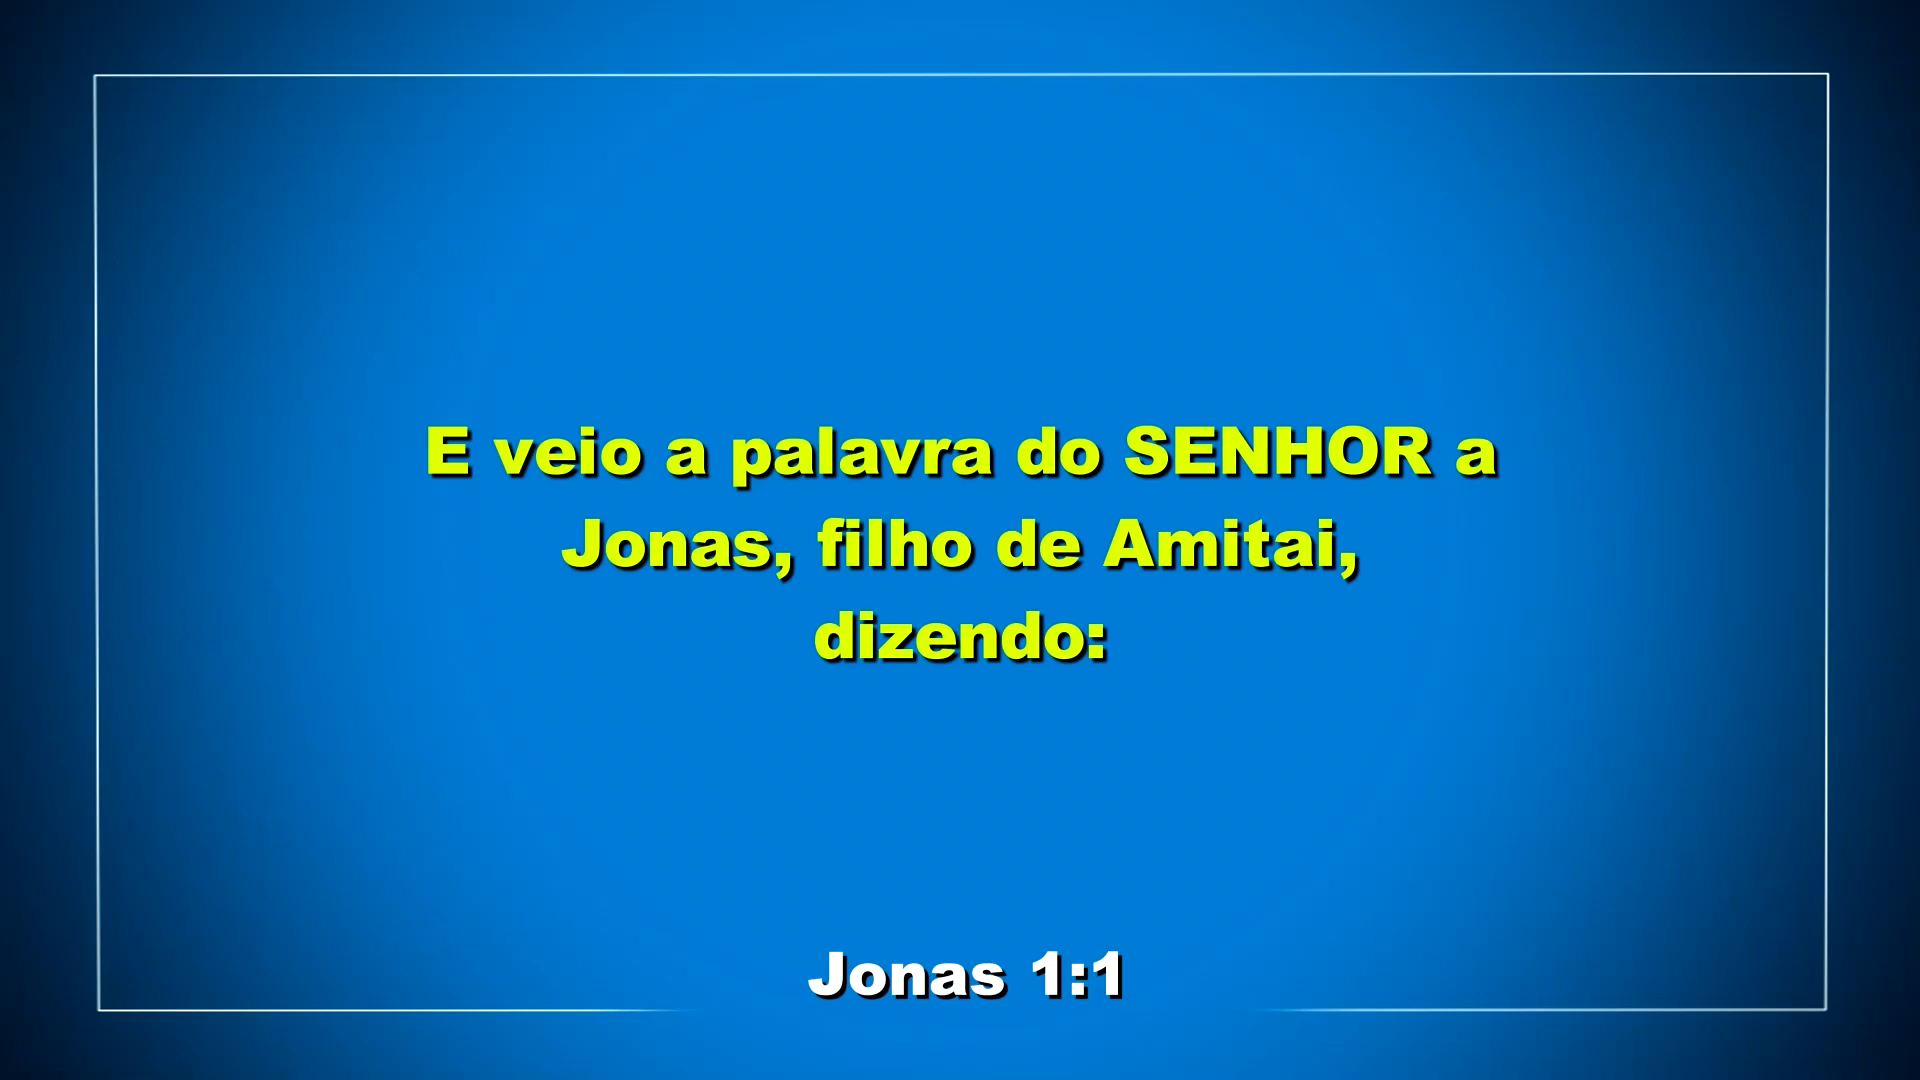 E veio a palavra do SENHOR a
Jonas, filho de Amitai,
dizendo:
Jonas 1:1